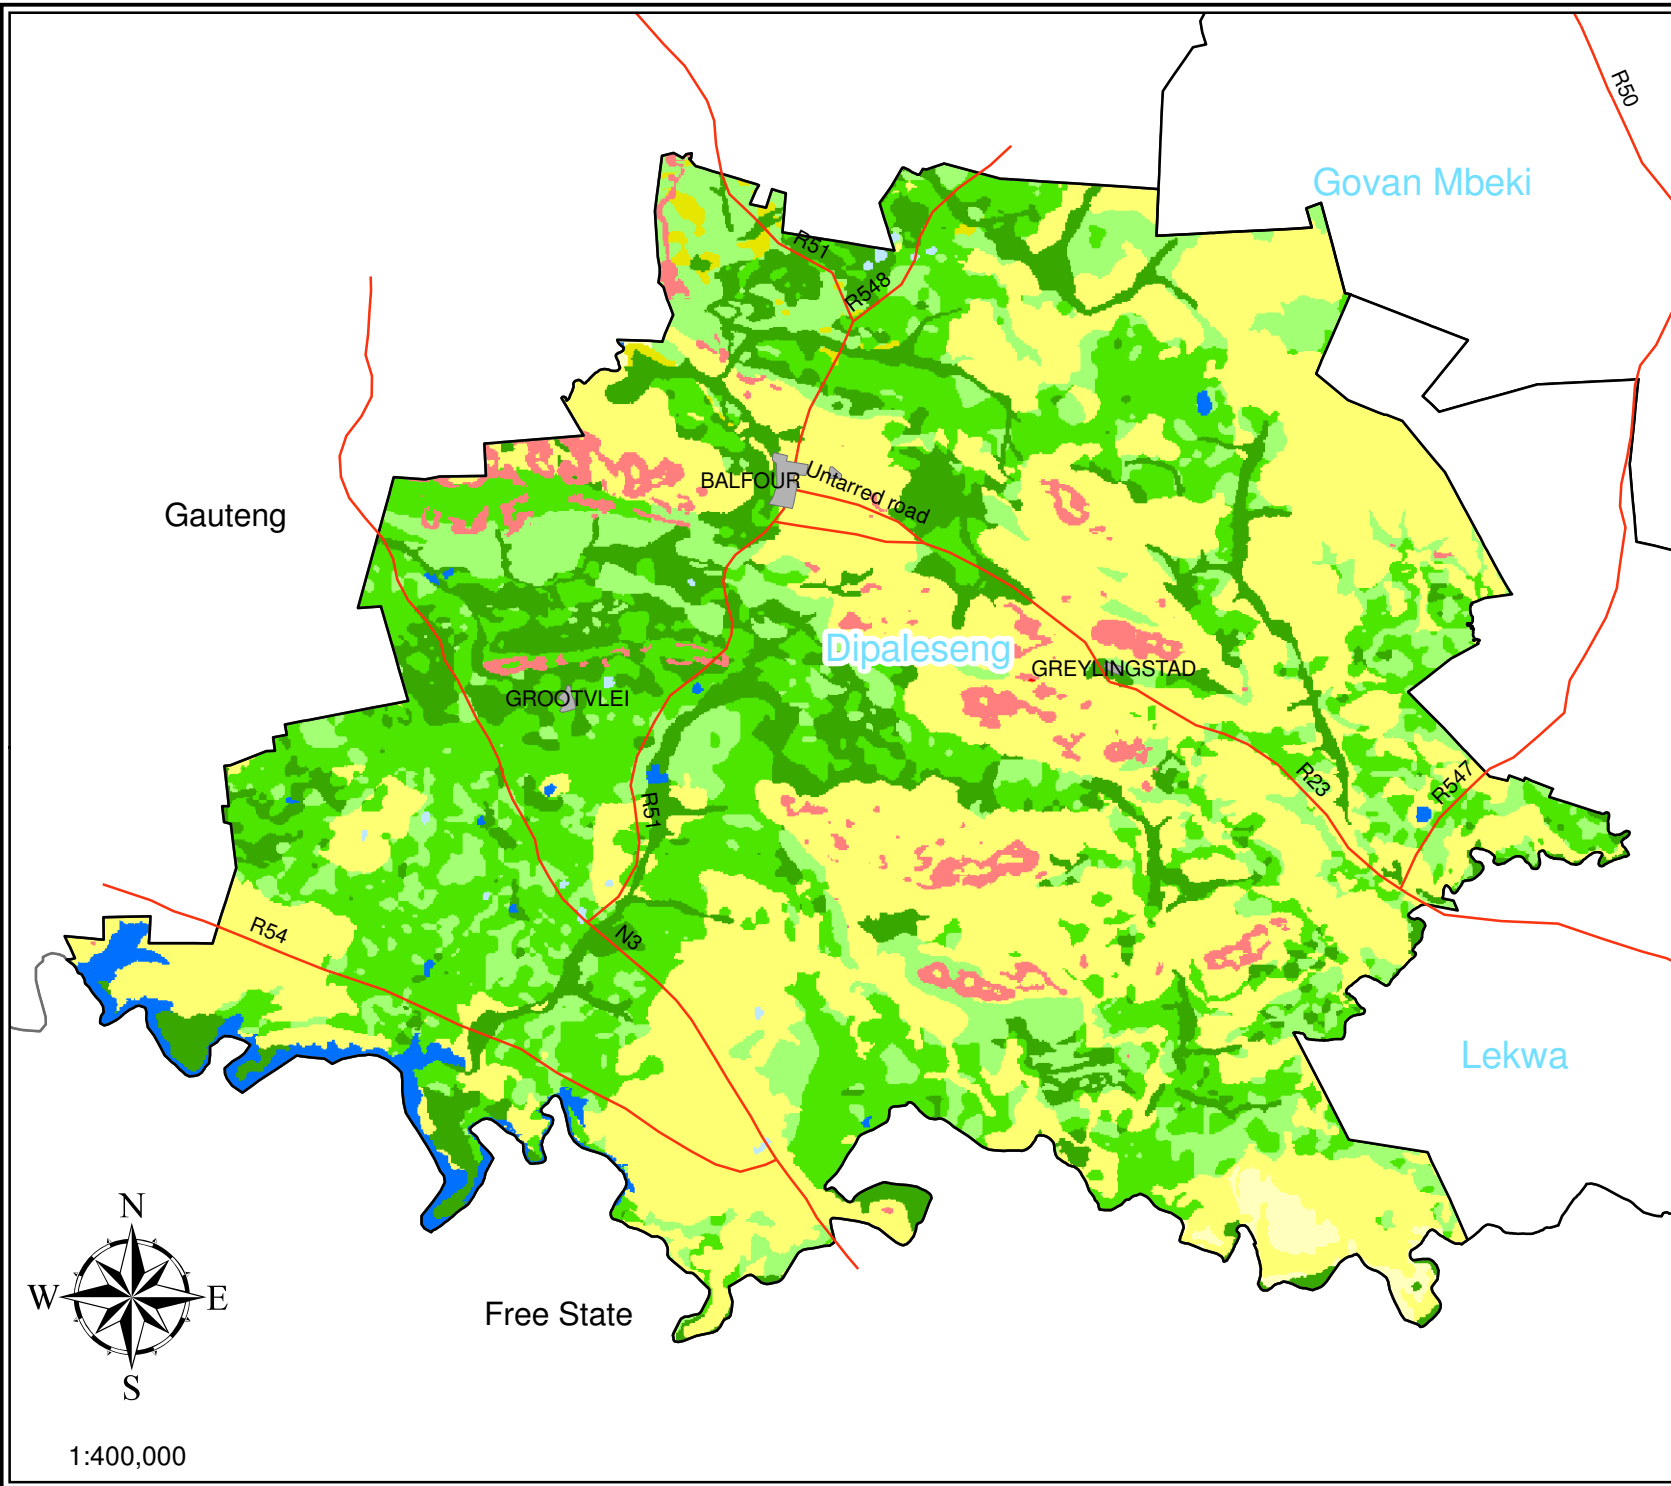 R50
Govan Mbeki
R51
R548
BALFOUR
Untarred road
Gauteng
Dipaleseng
GREYLINGSTAD
GROOTVLEI
R23
R547
R51
R54
N3
Lekwa
N
W
E
S
Free State
1:400,000